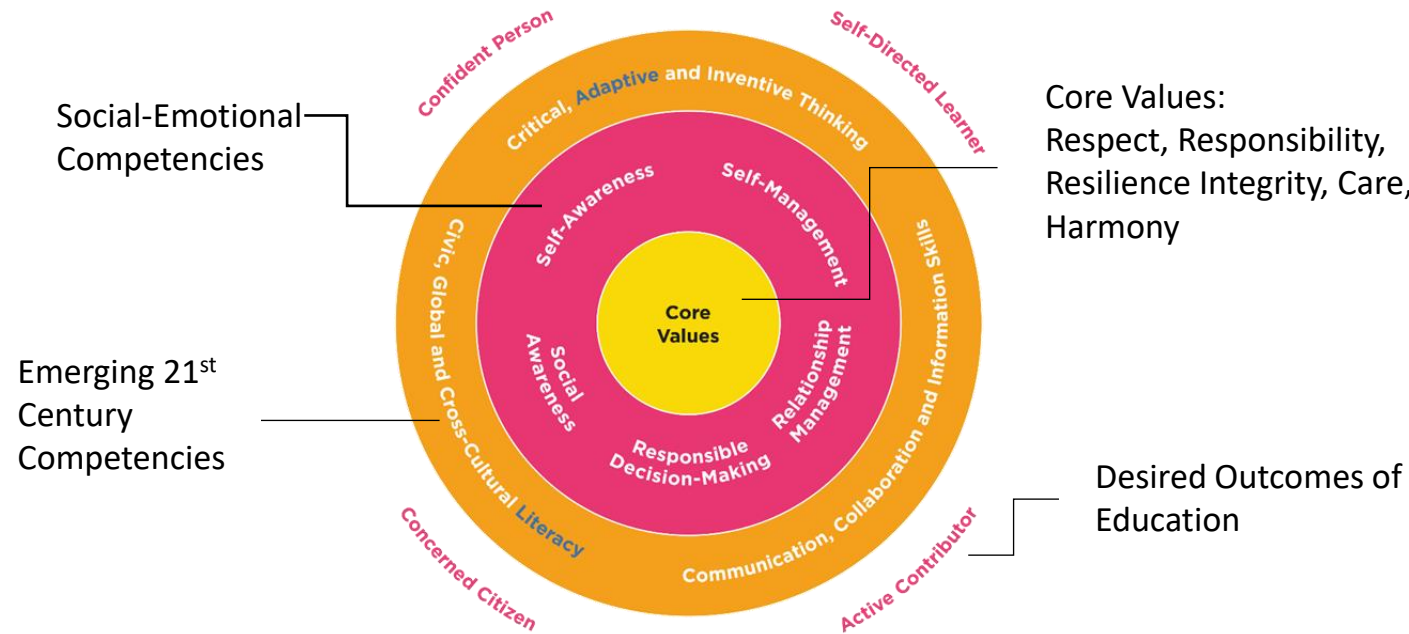 Confident Person
Self-Directed Learner
Social-Emotional
Competencies
Core Values:
Respect, Responsibility,
Resilience Integrity, Care,
Harmony
Critical, Adaptive and Inventive Thinking
Self-Awareness
Self-Management
Civic, Global and Cross-Cultural Literacy
Communication, Collaboration and Information Skills
Core
Values
Social
Awareness
Relationship
Management
Responsible
Decision-Making
Emerging 21st
Century
Competencies
Desired Outcomes of
Education
Concerned Citizen
Active Contributor